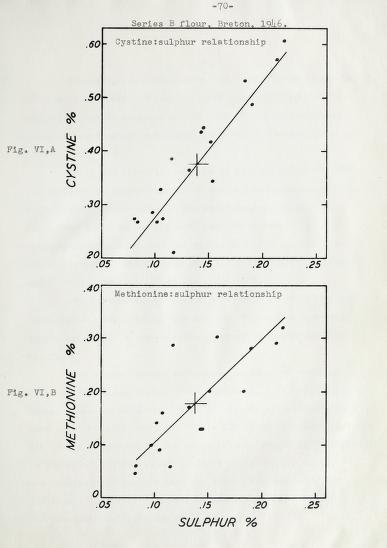 -70-
Series B flour, Breton, 1946.
Cystine:sulphur relationship
.60
.50
Fig. VI,A
CYSTINE %
.40
.30
20
.05 .10 .15 .20 .25
.40
Methionine:sulphur relationship
.30
Fig. VI,B
METHIONINE %
.20
.10
0
.05 .10 .15 .20 .25
SULPHUR %